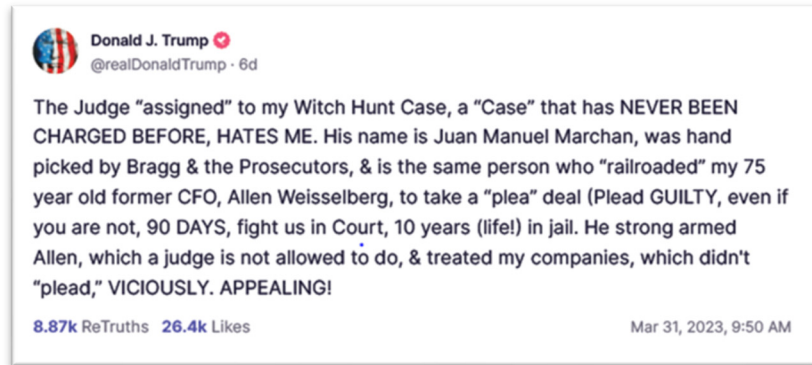 Donald J. Trump
@realDonaldTrump · 6d
The Judge “assigned” to my Witch Hunt Case, a “Case” that has NEVER BEEN
CHARGED BEFORE, HATES ME. His name is Juan Manuel Marchan, was hand
picked by Bragg & the Prosecutors, & is the same person who “railroaded” my 75
year old former CFO, Allen Weisselberg, to take a “plea” deal (Plead GUILTY, even if
you are not, 90 DAYS, fight us in Court, 10 years (life!) in jail. He strong armed
Allen, which a judge is not allowed to do, & treated my companies, which didn't
“plead,” VICIOUSLY. APPEALING!
8.87k ReTruths 26.4k Likes Mar 31, 2023, 9:50 AM